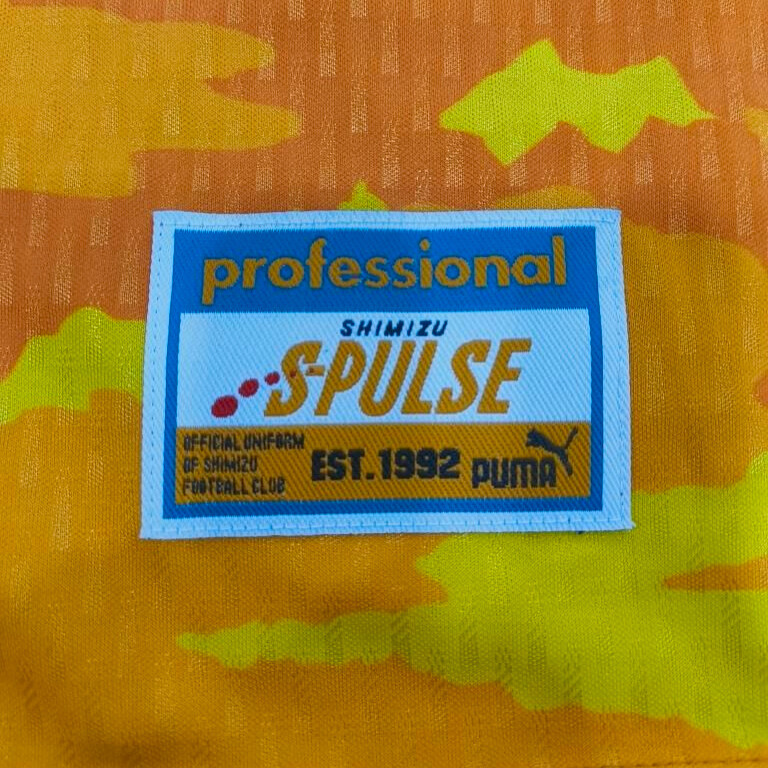 professional
SHIMIZU
S-PULSE
OFFICIAL UNIFORM
OF SHIMIZU
FOOTBALL CLUB
EST.1992
PUMA